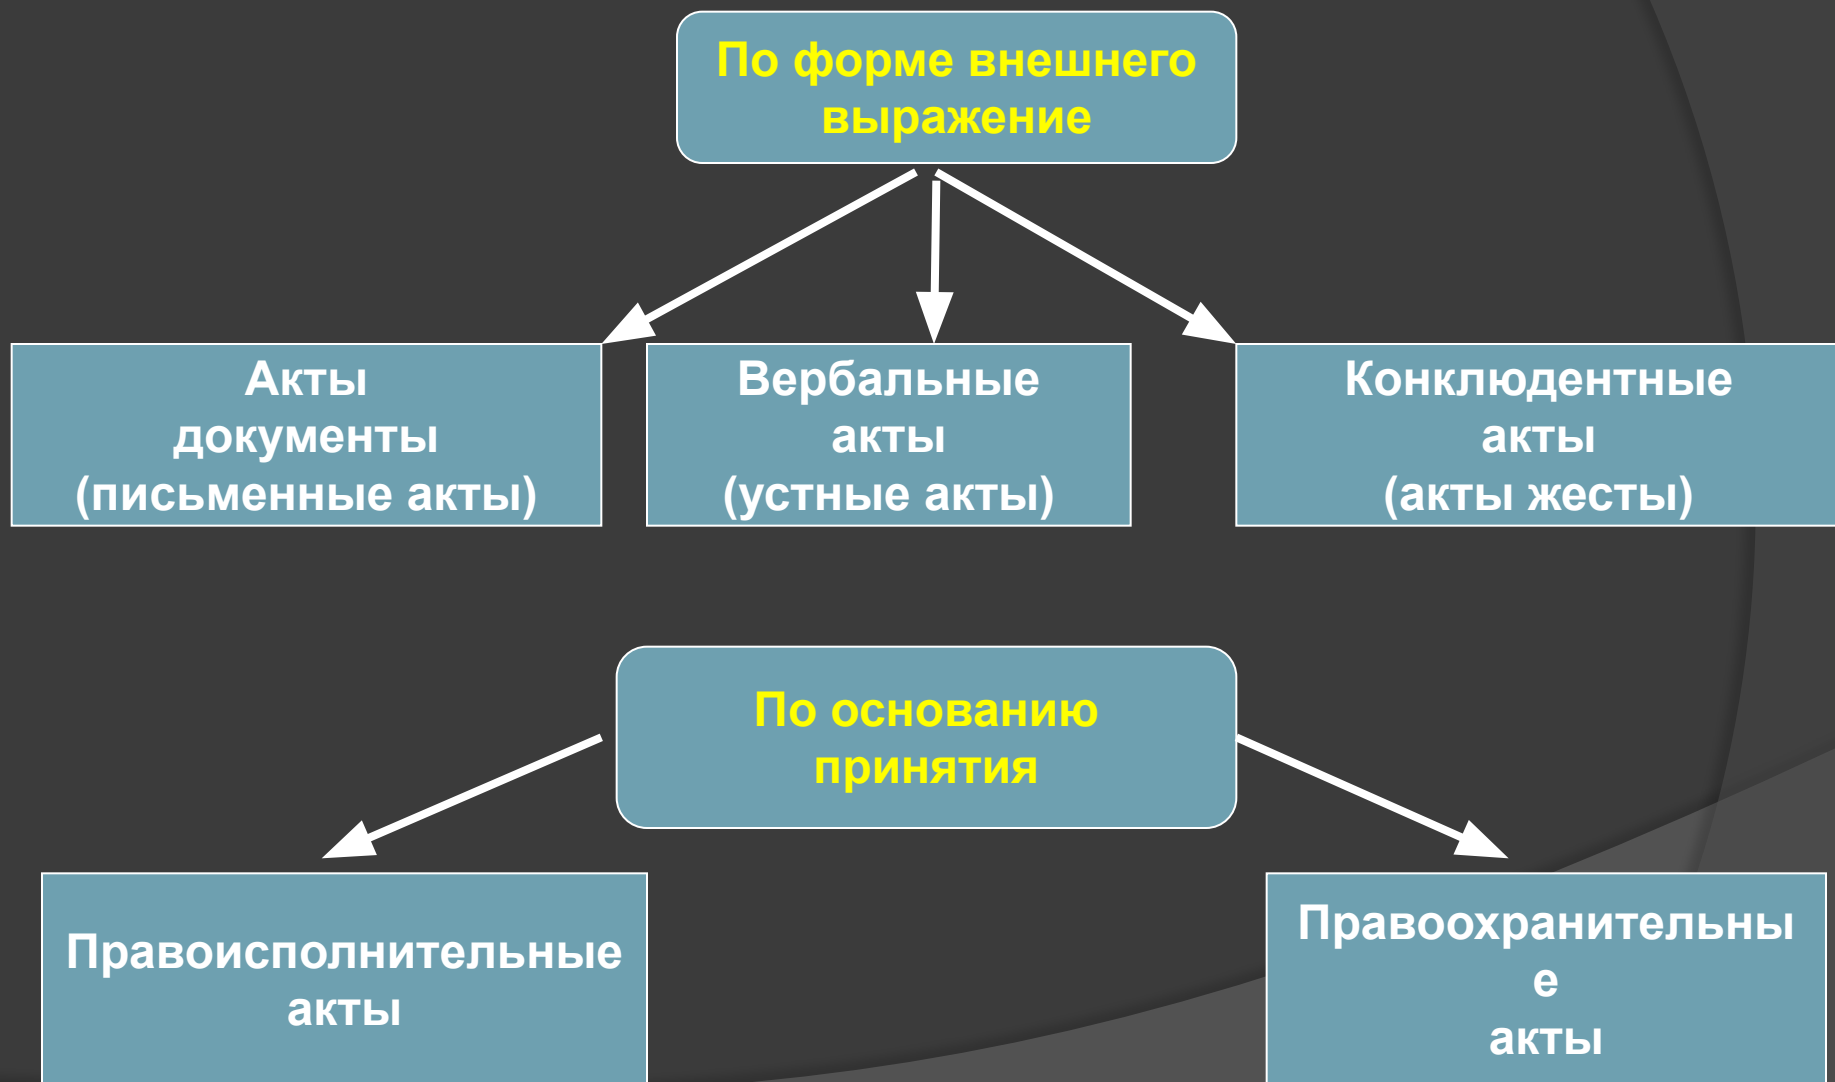 По форме внешнего
выражение
Акты
документы
(письменные акты)
Вербальные
акты
(устные акты)
Конклюдентные
акты
(акты жесты)
По основанию
принятия
Правоисполнительные
акты
Правоохранительны
е
акты